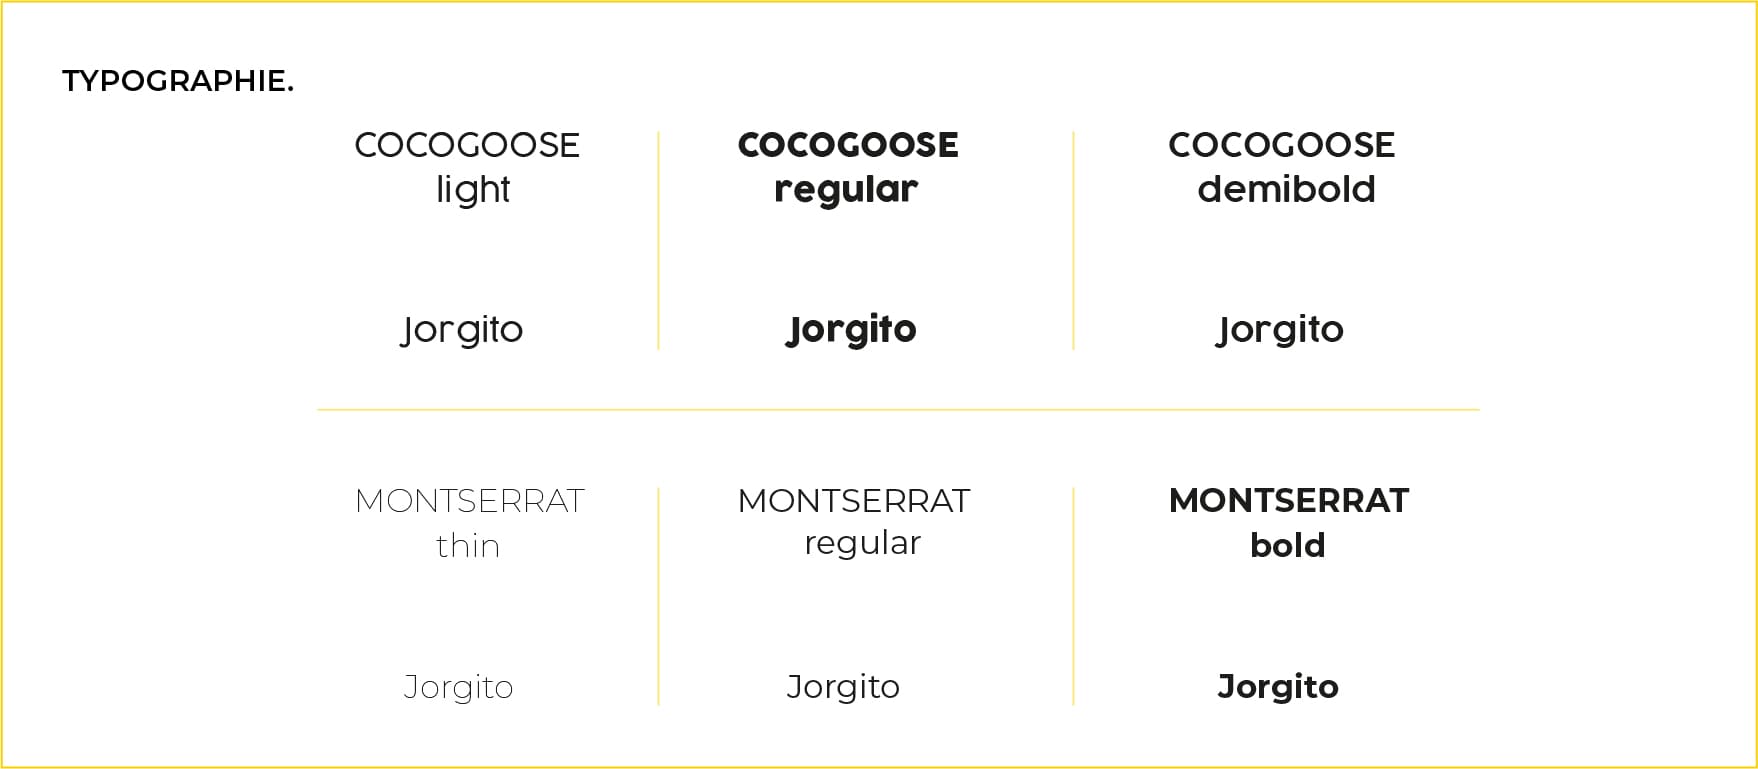 TYPOGRAPHIE.
COCOGOOSE
light
Jorgito
COCOGOOSE
regular
Jorgito
COCOGOOSE
demibold
Jorgito
MONTSERRAT
thin
Jorgito
MONTSERRAT
regular
Jorgito
MONTSERRAT
bold
Jorgito